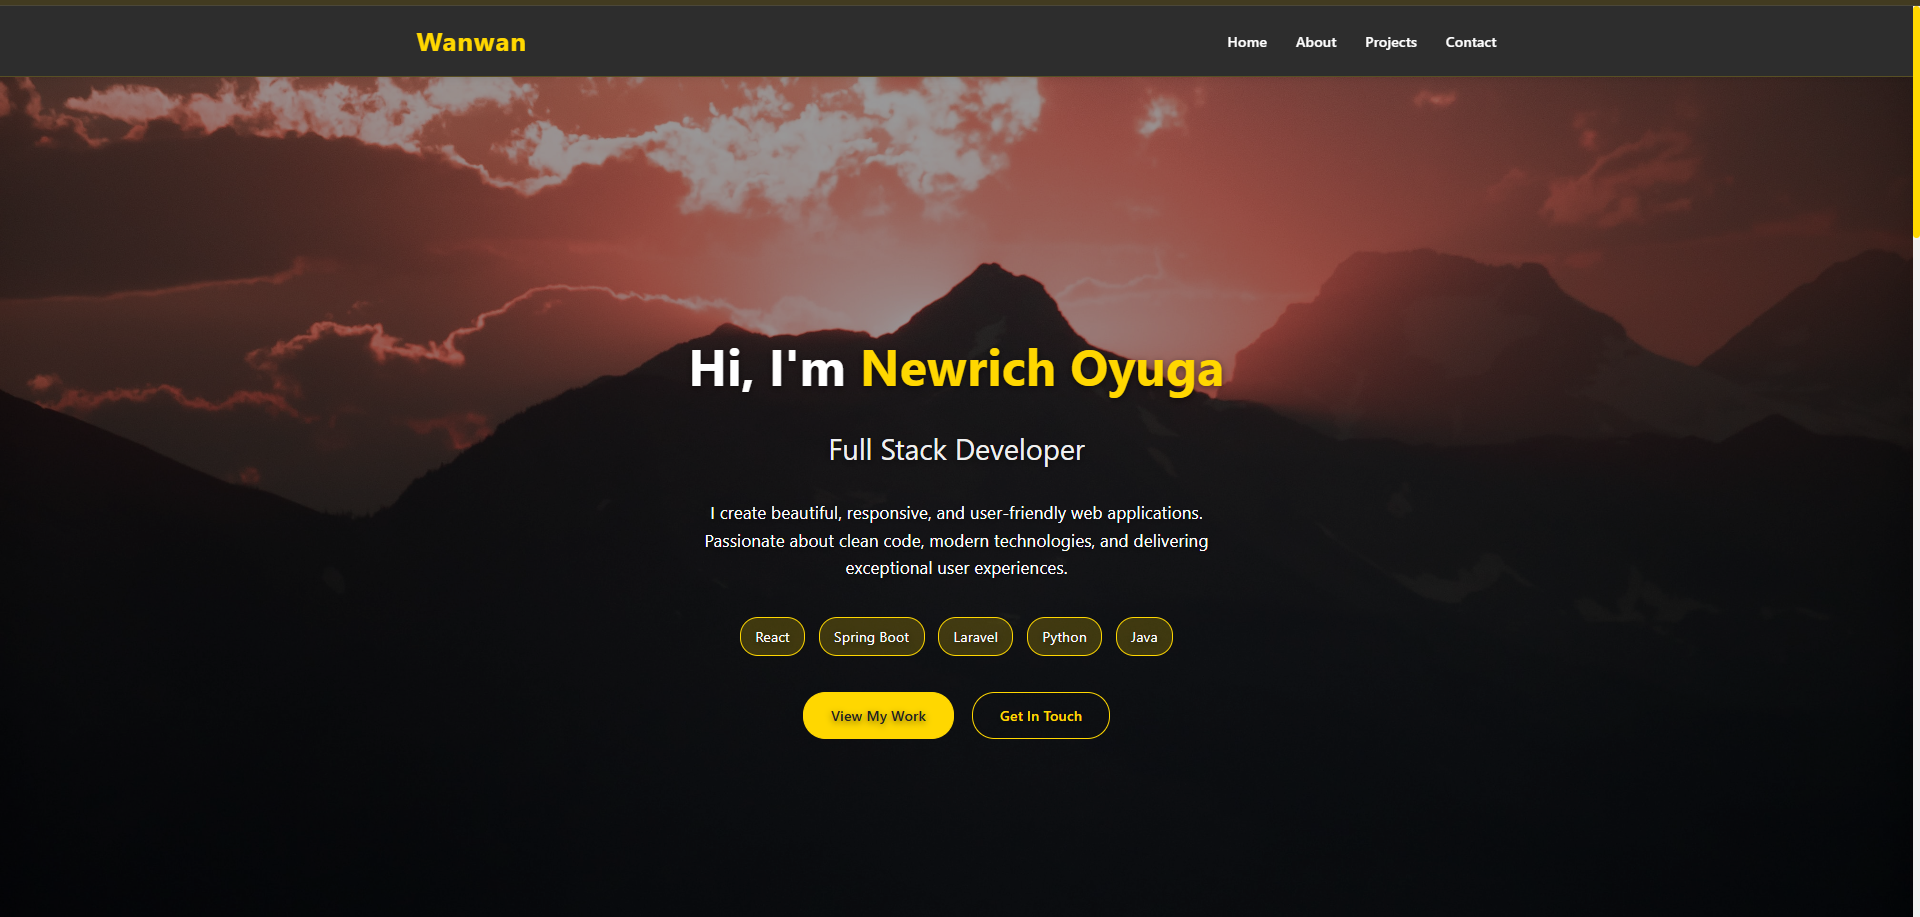 Wanwan
Home About Projects Contact
Hi, I'm Newrich Oyuga
Full Stack Developer
I create beautiful, responsive, and user-friendly web applications.
Passionate about clean code, modern technologies, and delivering
exceptional user experiences.
React Spring Boot Laravel Python Java
View My Work Get In Touch